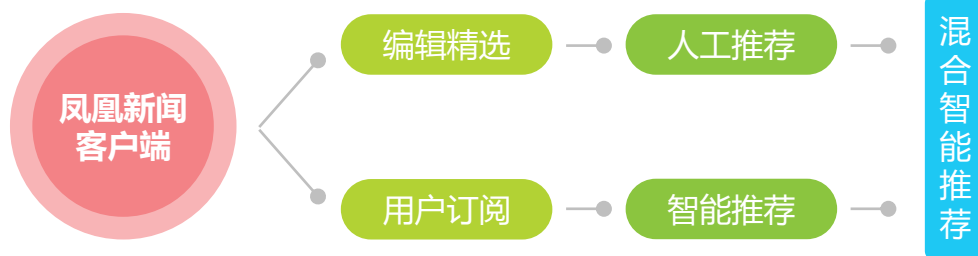 凤凰新闻
客户端
编辑精选
人工推荐
用户订阅
智能推荐
混合智能推荐